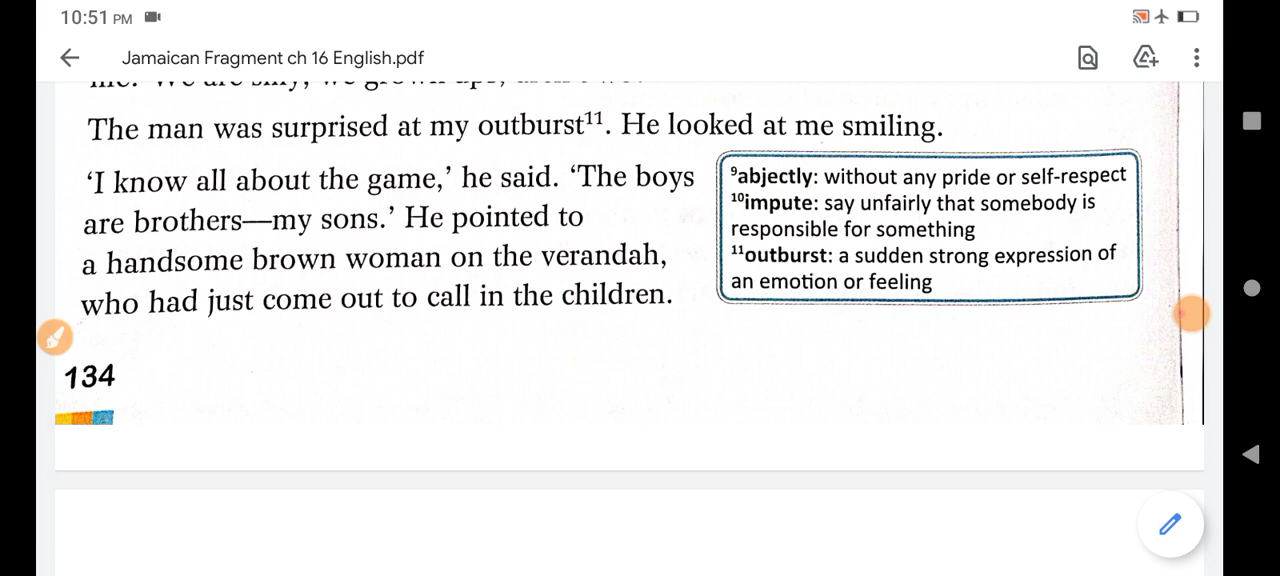 10:51 PM
Jamaican Fragment ch 16 English.pdf
The man was surprised at my outburst¹¹. He looked at me smiling.
‘I know all about the game,’ he said. ‘The boys
are brothers—my sons.’ He pointed to
a handsome brown woman on the verandah,
who had just come out to call in the children.
⁹abjectly: without any pride or self-respect
¹⁰impute: say unfairly that somebody is
responsible for something
¹¹outburst: a sudden strong expression of
an emotion or feeling
134